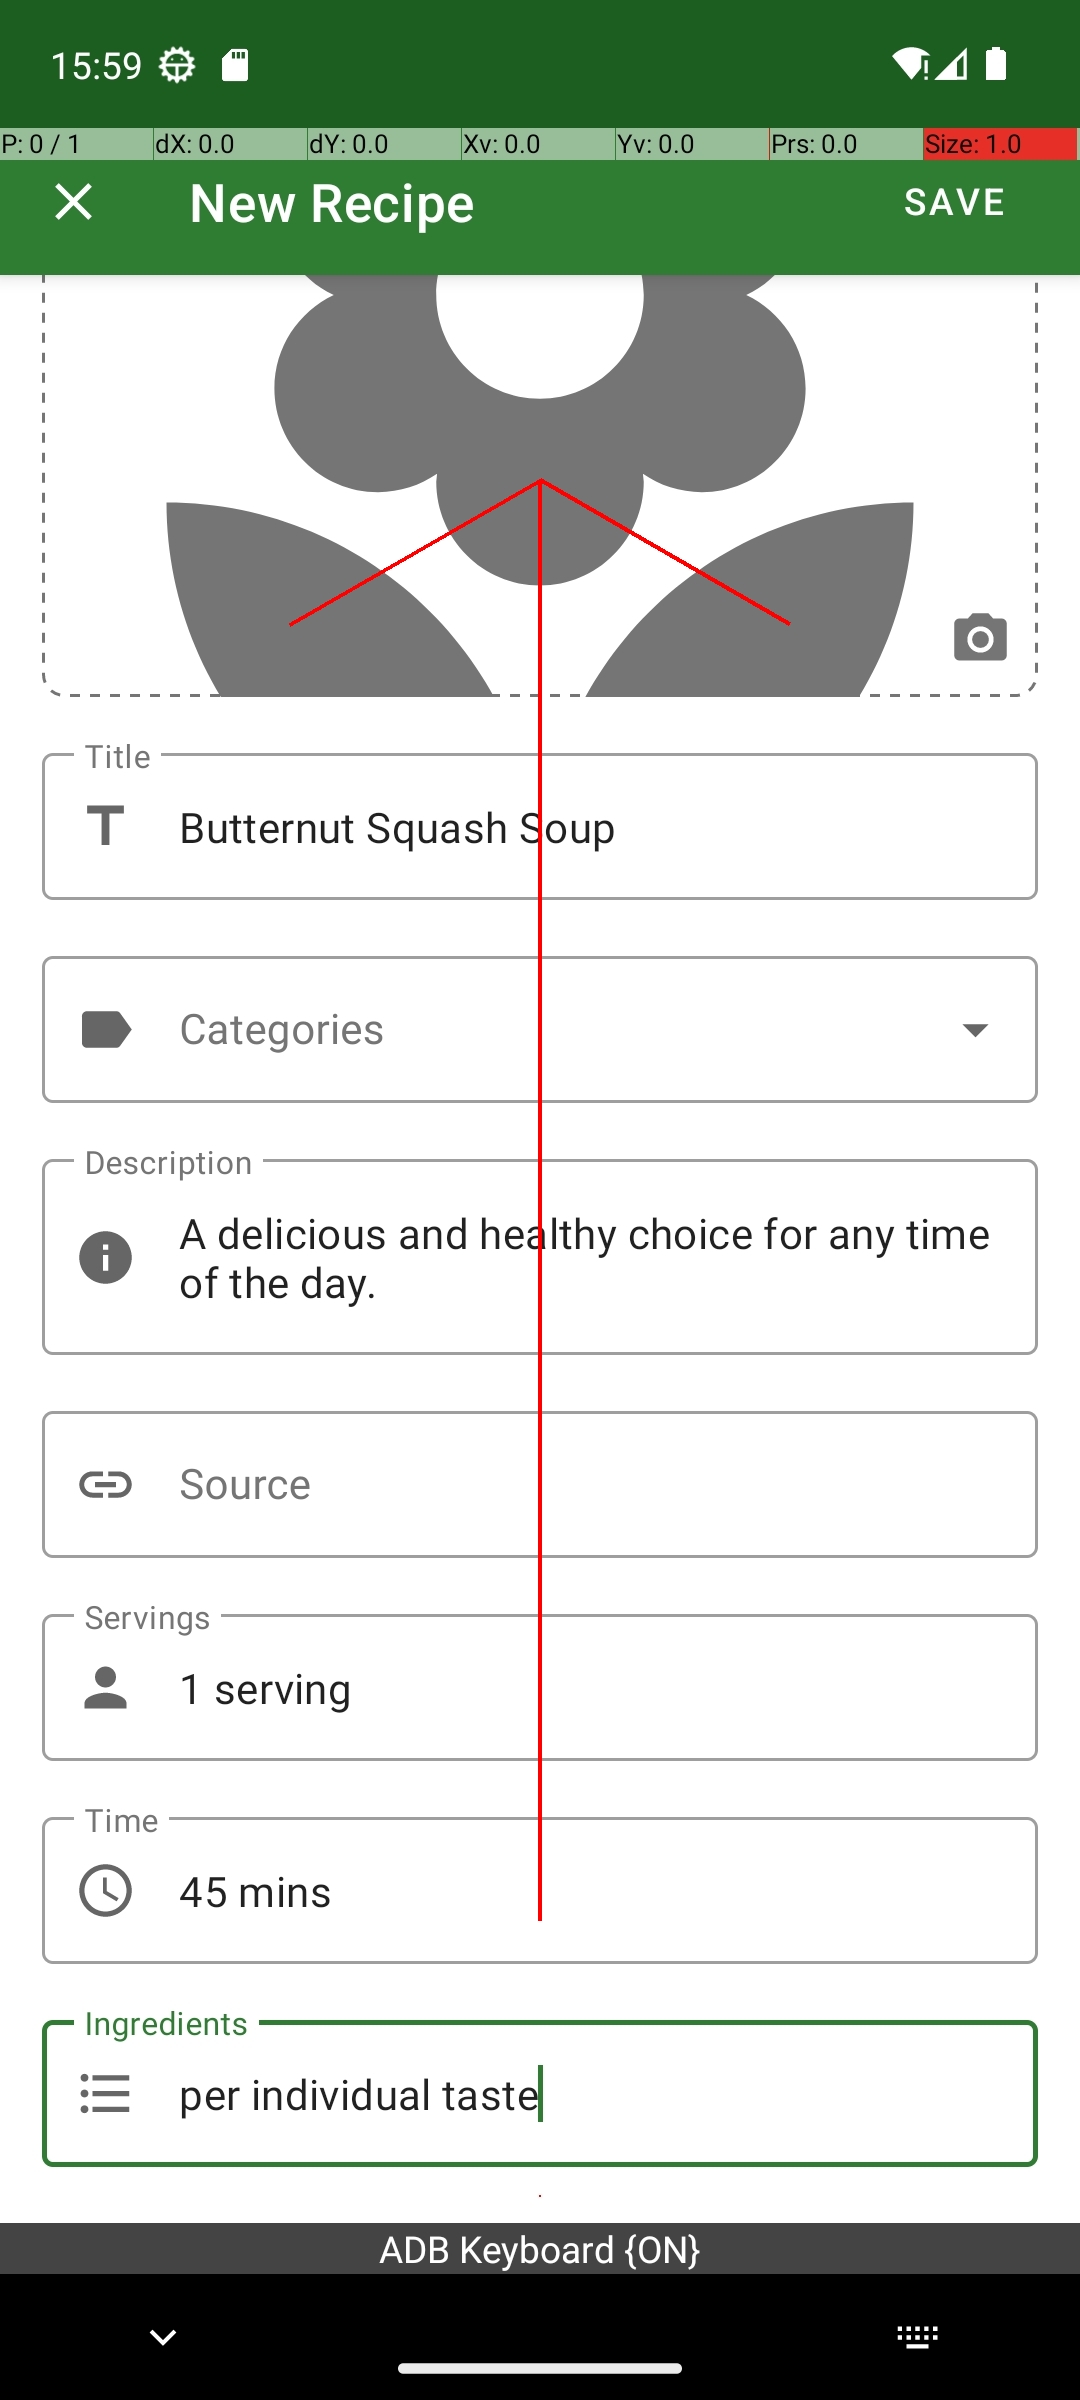 15:59
P: 0 / 1 dX: 0.0 dY: 0.0 Xv: 0.0 Yv: 0.0 Prs: 0.0 Size: 1.0
New Recipe SAVE
Title
Butternut Squash Soup
Categories
Description
A delicious and healthy choice for any time
of the day.
Source
Servings
1 serving
Time
45 mins
Ingredients
per individual taste
ADB Keyboard {ON}